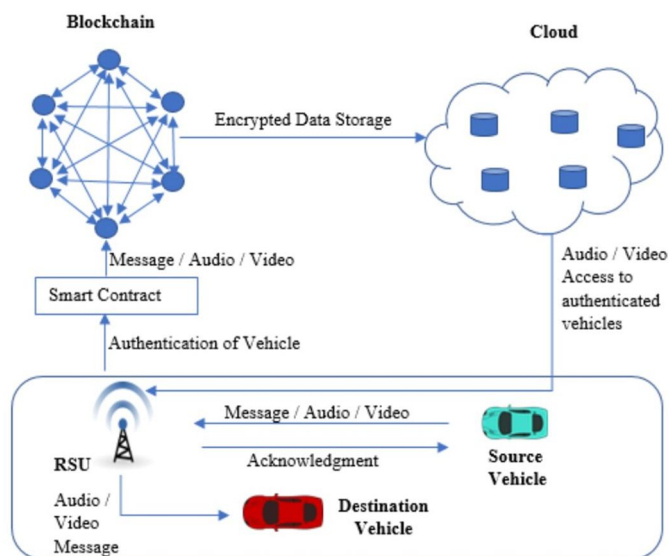 Blockchain
Cloud
Encrypted Data Storage
Message / Audio / Video
Smart Contract
Authentication of Vehicle
Audio / Video
Access to
authenticated
vehicles
Message / Audio / Video
Acknowledgment
RSU
Source
Vehicle
Audio /
Video
Message
Destination
Vehicle